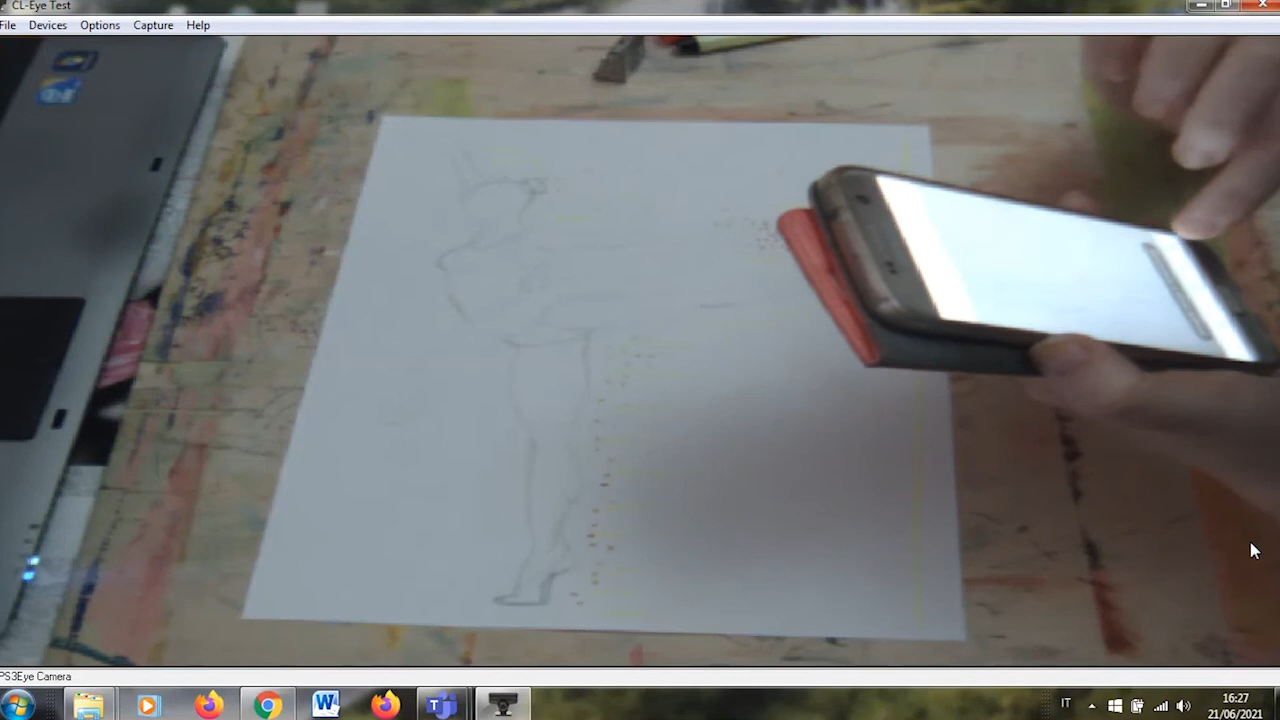 CL-Eye Test
File Devices Options Capture Help
PS3Eye Camera
IT
16:27
21/06/2021